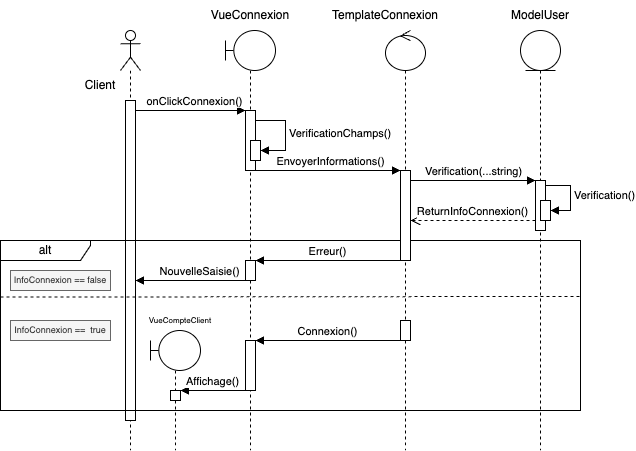 VueConnexion
TemplateConnexion
ModelUser
Client
onClickConnexion()
VerificationChamps()
EnvoyerInformations()
Verification(...string)
Verification()
ReturnInfoConnexion()
alt
Erreur()
NouvelleSaisie()
InfoConnexion == false
VueCompteClient
InfoConnexion == true
Connexion()
Affichage()